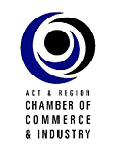 ACT & REGION
CHAMBER OF
COMMERCE
& INDUSTRY